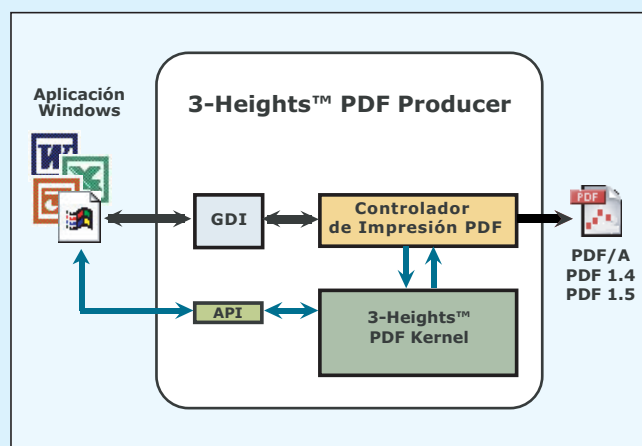 3-Heights™ PDF Producer
Aplicación
Windows
W
X
GDI
Controlador
de Impresión PDF
PDF
PDF/A
PDF 1.4
PDF 1.5
API
3-Heights™
PDF Kernel